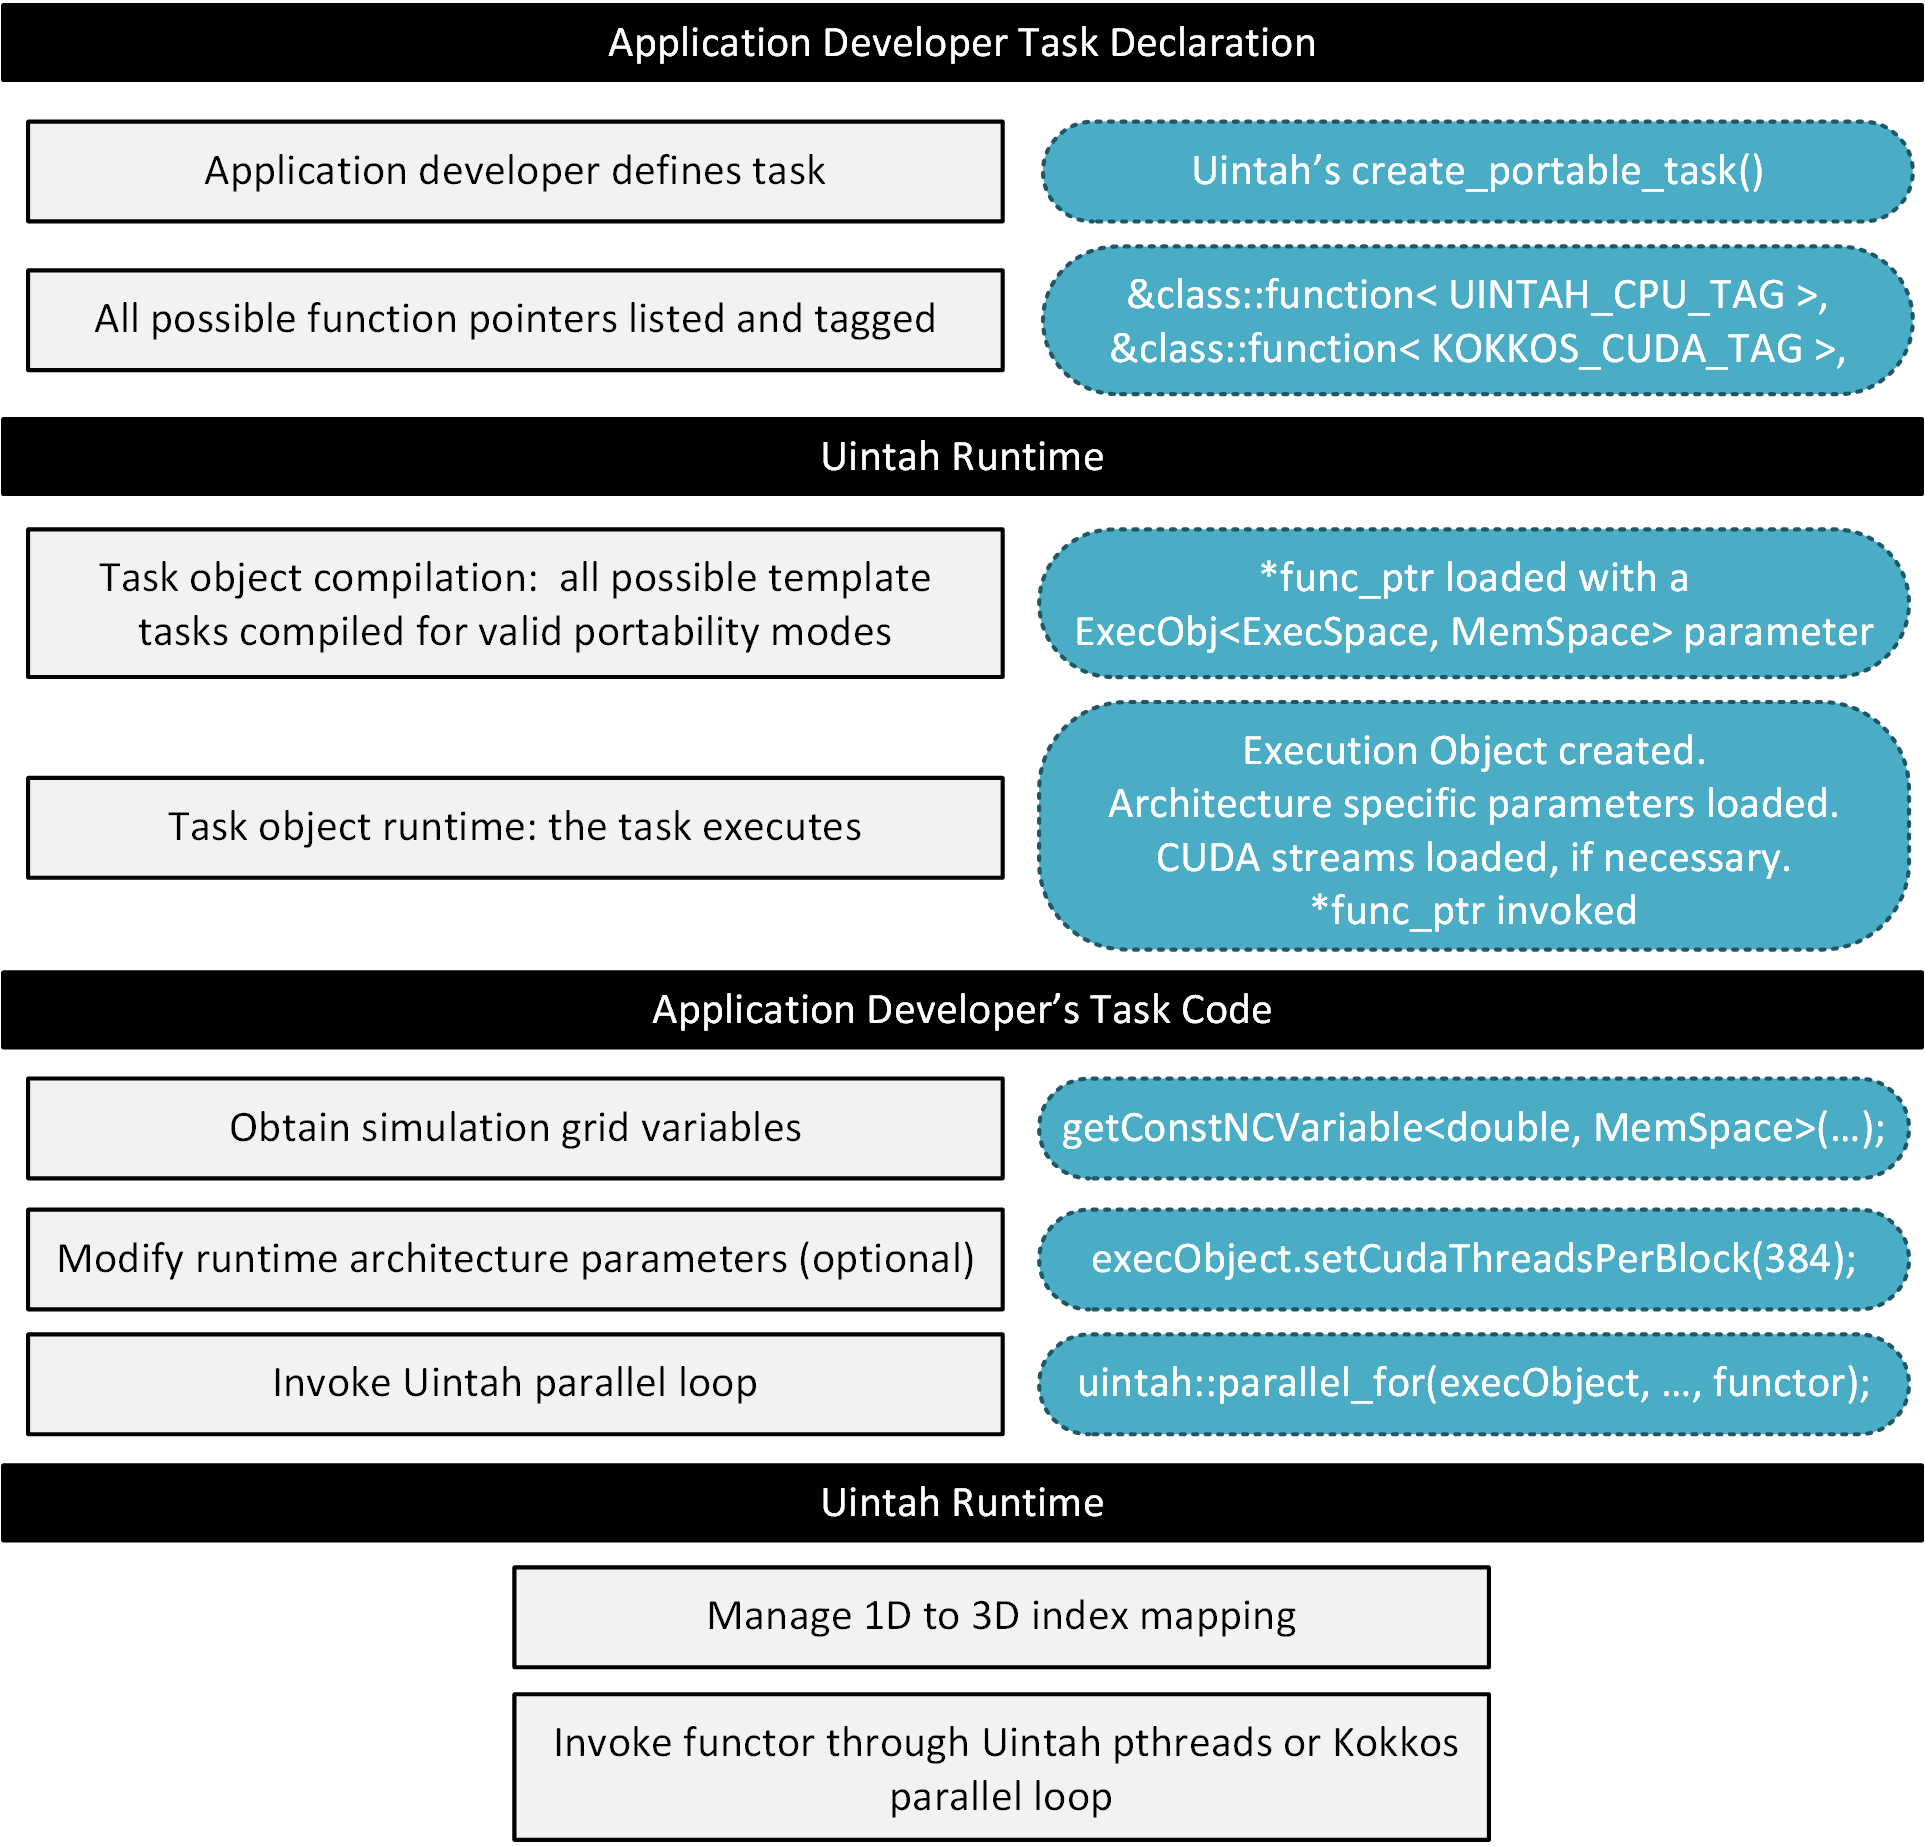 Application Developer Task Declaration
Application developer defines task
Uintah’s create_portable_task()
All possible function pointers listed and tagged
&class::function< UINTAH_CPU_TAG >,
&class::function< KOKKOS_CUDA_TAG >,
Uintah Runtime
Task object compilation:  all possible template
tasks compiled for valid portability modes
*func_ptr loaded with a
ExecObj<ExecSpace, MemSpace> parameter
Task object runtime: the task executes
Execution Object created.
Architecture specific parameters loaded.
CUDA streams loaded, if necessary.
*func_ptr invoked
Application Developer’s Task Code
Obtain simulation grid variables
getConstNCVariable<double, MemSpace>(…);
Modify runtime architecture parameters (optional)
execObject.setCudaThreadsPerBlock(384);
Invoke Uintah parallel loop
uintah::parallel_for(execObject, …, functor);
Uintah Runtime
Manage 1D to 3D index mapping
Invoke functor through Uintah pthreads or Kokkos
parallel loop